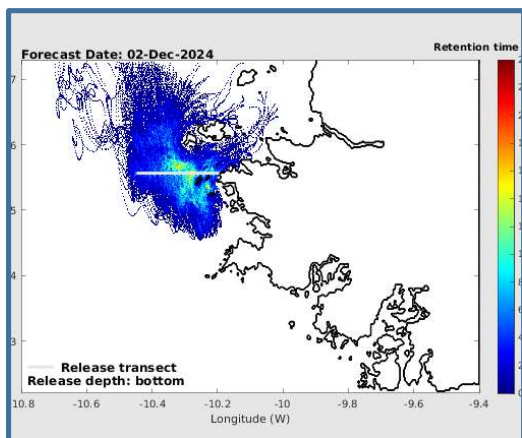 Retention time
Forecast Date: 02-Dec-2024
6
5
4
3
Release transect
Release depth: bottom
-10.8 -10.6 -10.4 -10.2 -10 -9.8 -9.6 -9.4
Longitude (W)